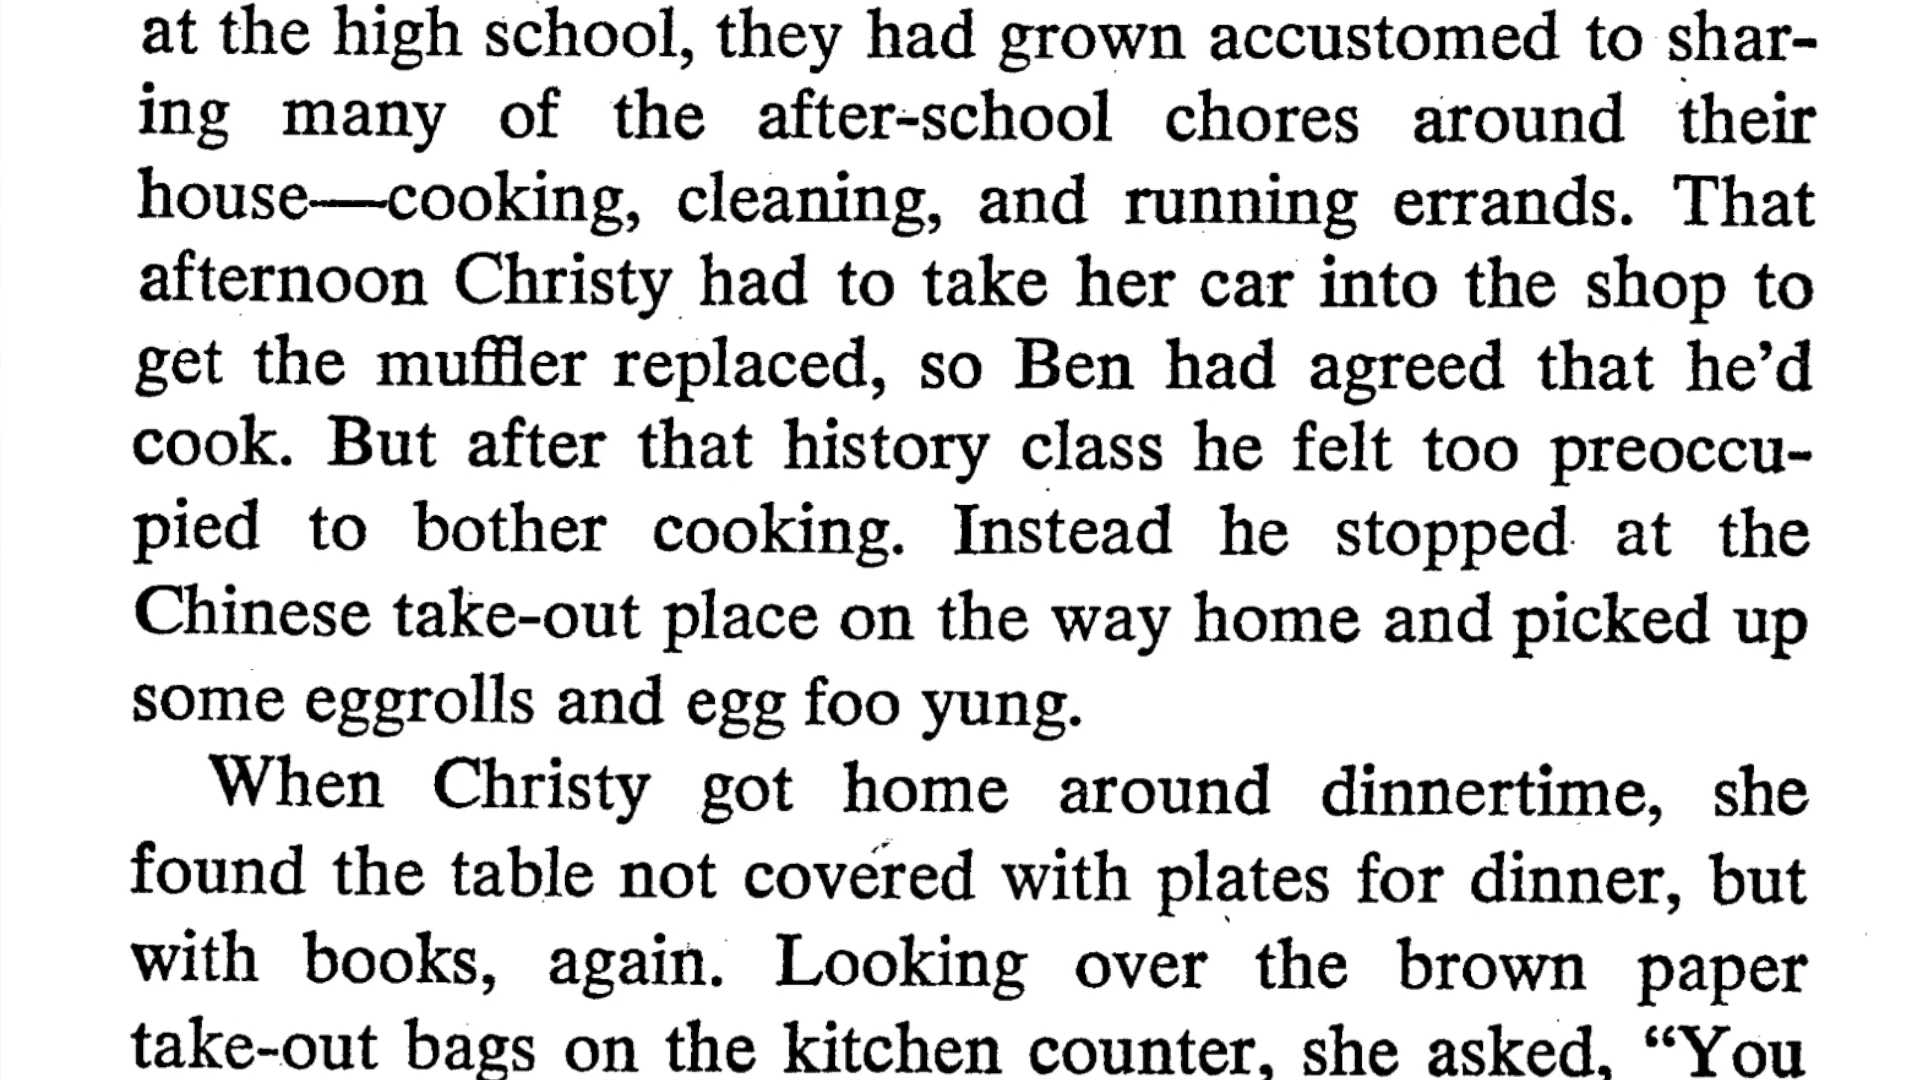 at the high school, they had grown accustomed to shar-
ing many of the after-school chores around their
house—cooking, cleaning, and running errands. That
afternoon Christy had to take her car into the shop to
get the muffler replaced, so Ben had agreed that he'd
cook. But after that history class he felt too preoccu-
pied to bother cooking. Instead he stopped at the
Chinese take-out place on the way home and picked up
some eggrolls and egg foo yung.
When Christy got home around dinnertime, she
found the table not covered with plates for dinner, but
with books, again. Looking over the brown paper
take-out bags on the kitchen counter, she asked, “You